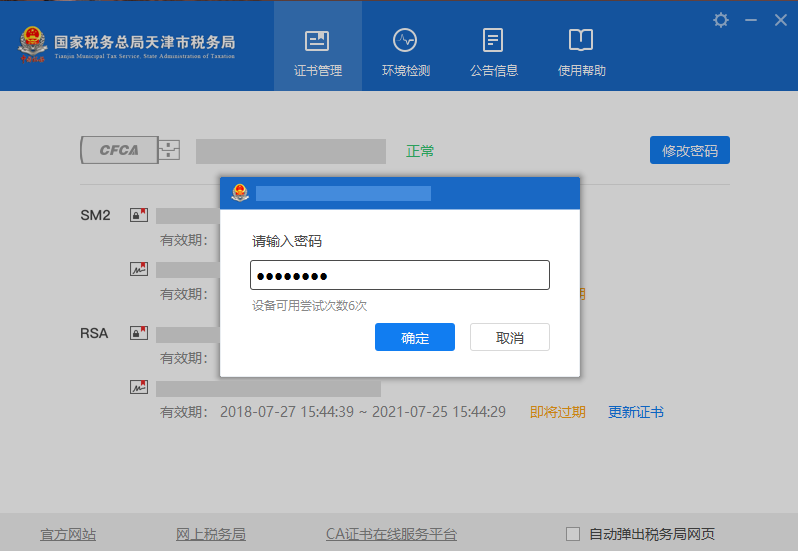 国家税务总局天津市税务局
Tianjin Municipal Tax Service, State Administration of Taxation
证书管理
环境检测
公告信息
使用帮助
CFCA
正常
修改密码
SM2
有效期:
有效期:
过期
请输入密码
●●●●●●●●
设备可用尝试次数6次
确定
取消
RSA
有效期:
有效期: 2018-07-27 15:44:39 ~ 2021-07-25 15:44:29 即将过期 更新证书
官方网站
网上税务局
CA证书在线服务平台
自动弹出税务局网页